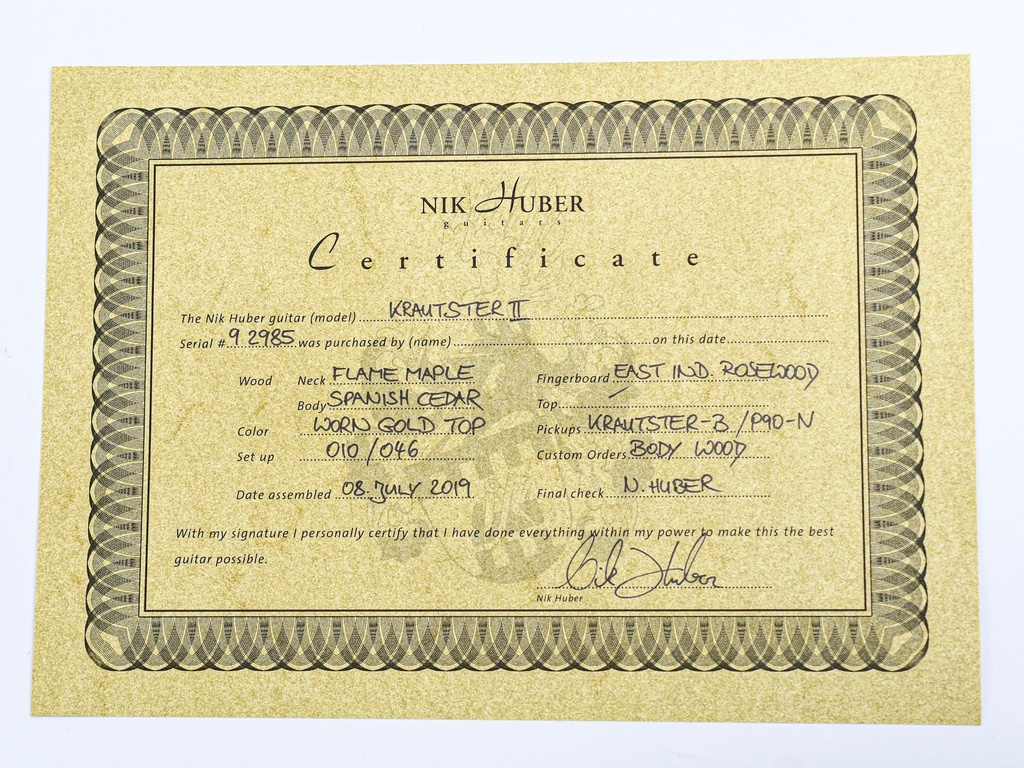 NIK HUBER
guitars
Certificate
The Nik Huber guitar (model) KRAUTSTER II
Serial # 9 2985 was purchased by (name) on this date
Wood Neck FLAME MAPLE Fingerboard EAST IND. ROSEWOOD
Body SPANISH CEDAR Top –
Color WORN GOLD TOP Pickups KRAUTSTER-B / P90-N
Set up 010 / 046 Custom Orders BODY WOOD
Date assembled 08. JULY 2019 Final check N. HUBER
With my signature I personally certify that I have done everything within my power to make this the best
guitar possible.
Nik Huber
Nik Huber